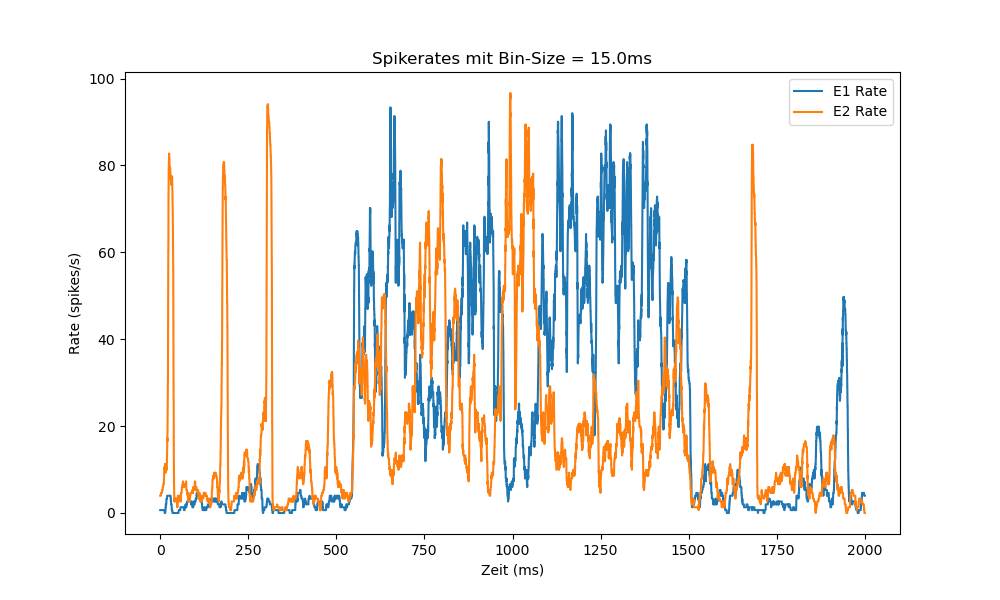 Spikerates mit Bin-Size = 15.0ms
E1 Rate
E2 Rate
Rate (spikes/s)
100
80
60
40
20
0
0 250 500 750 1000 1250 1500 1750 2000
Zeit (ms)